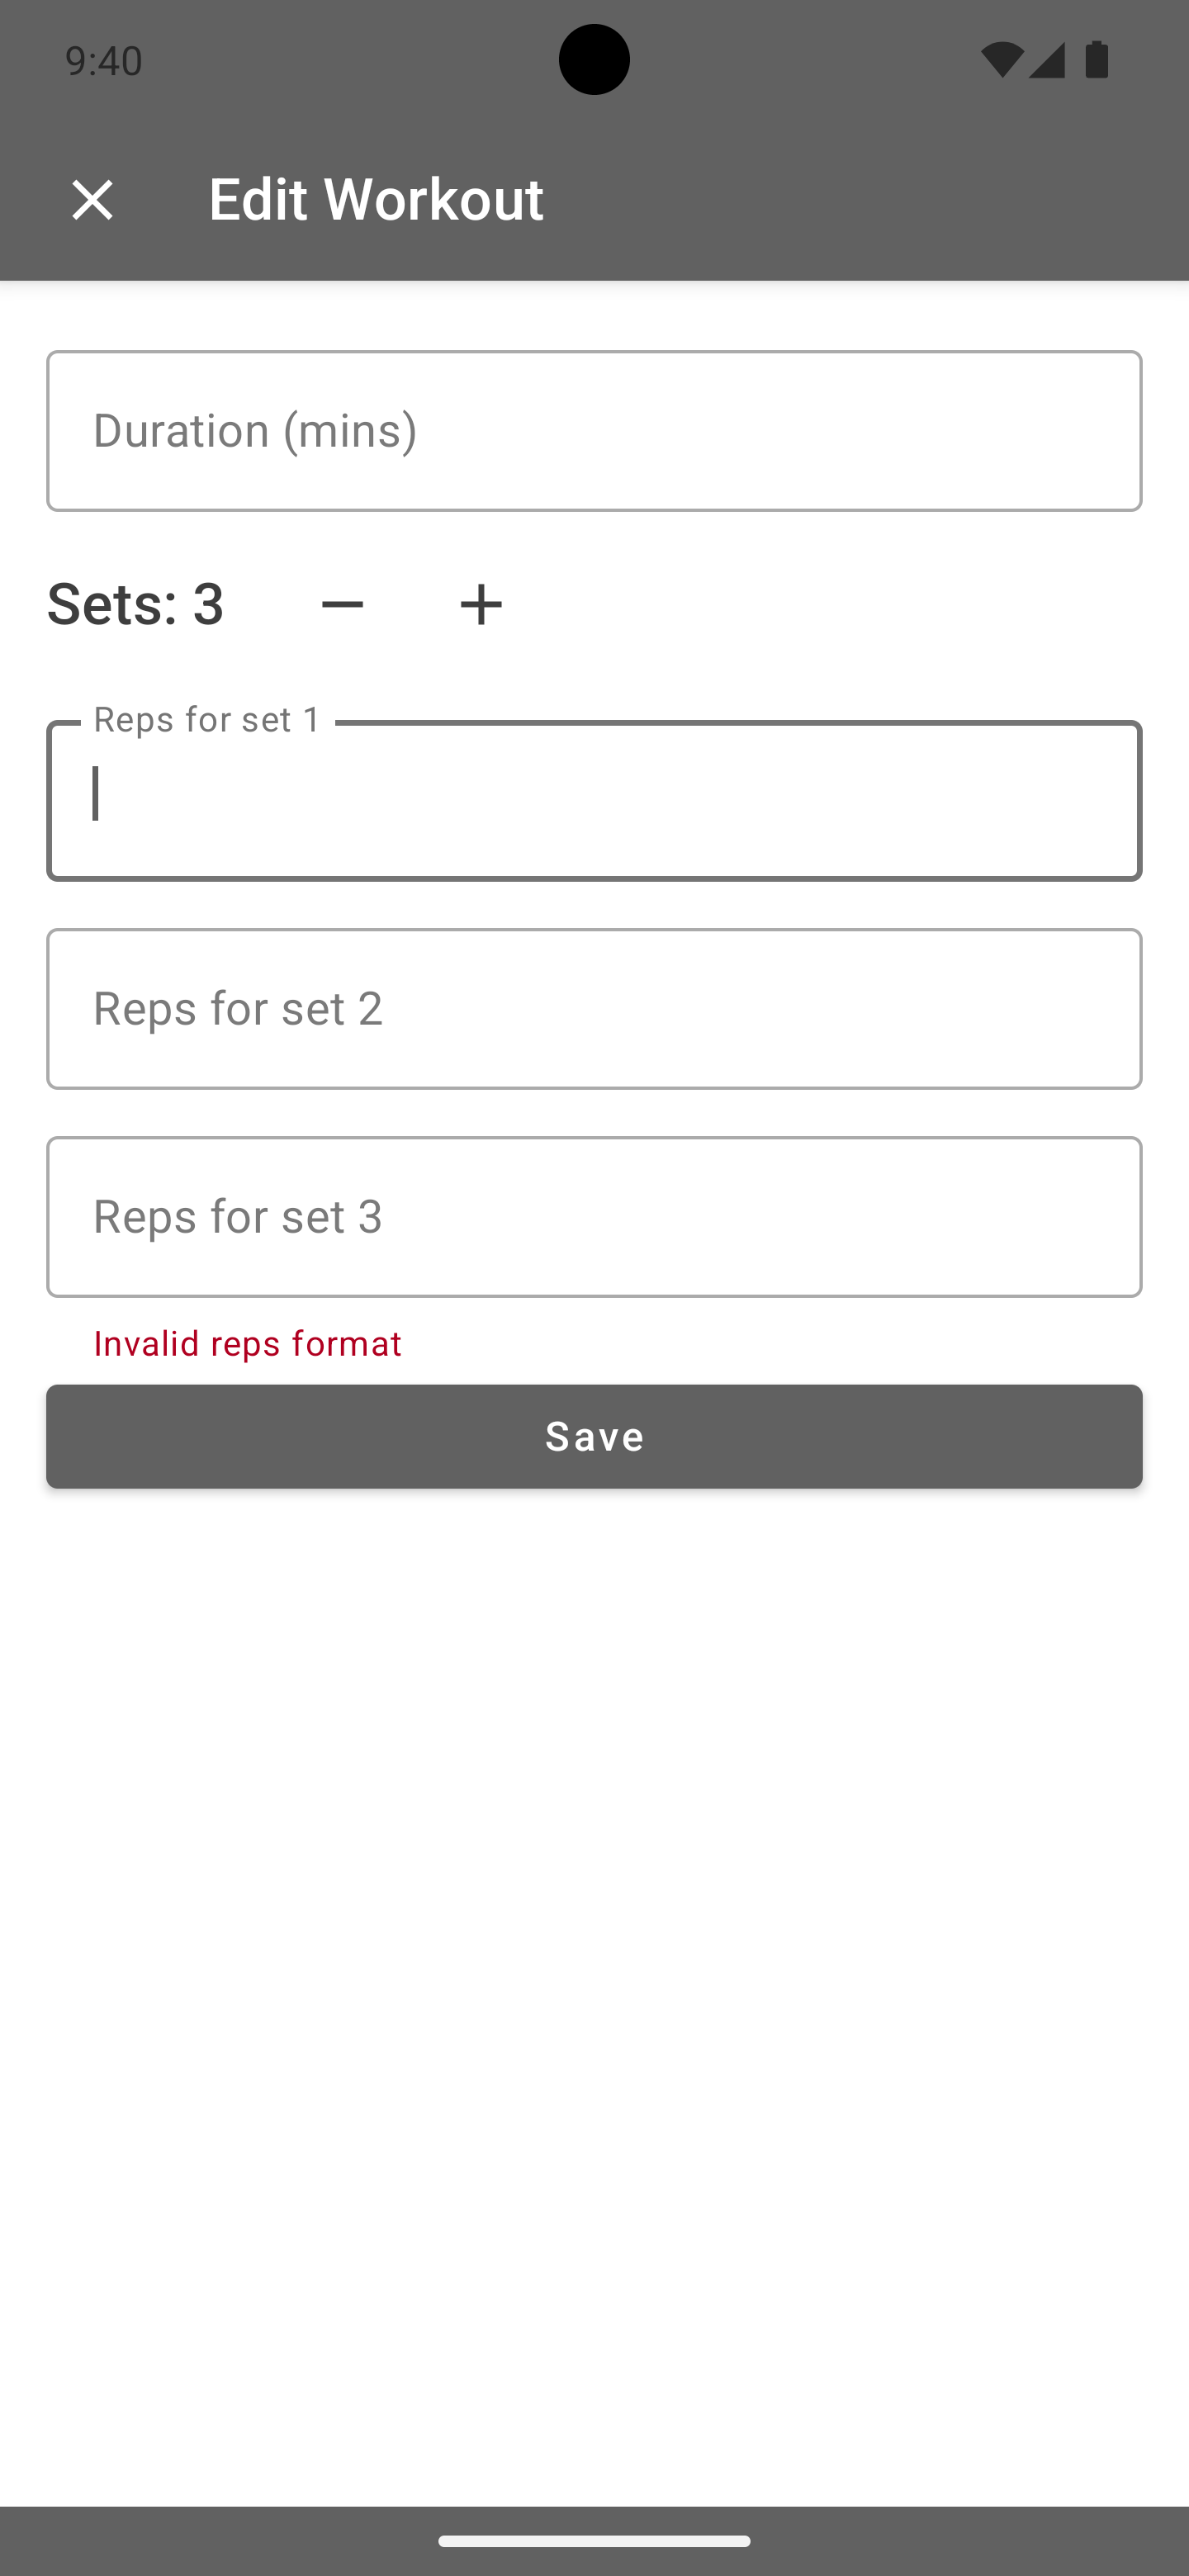 9:40
Edit Workout
Duration (mins)
Sets: 3
Reps for set 1
Reps for set 2
Reps for set 3
Invalid reps format
Save